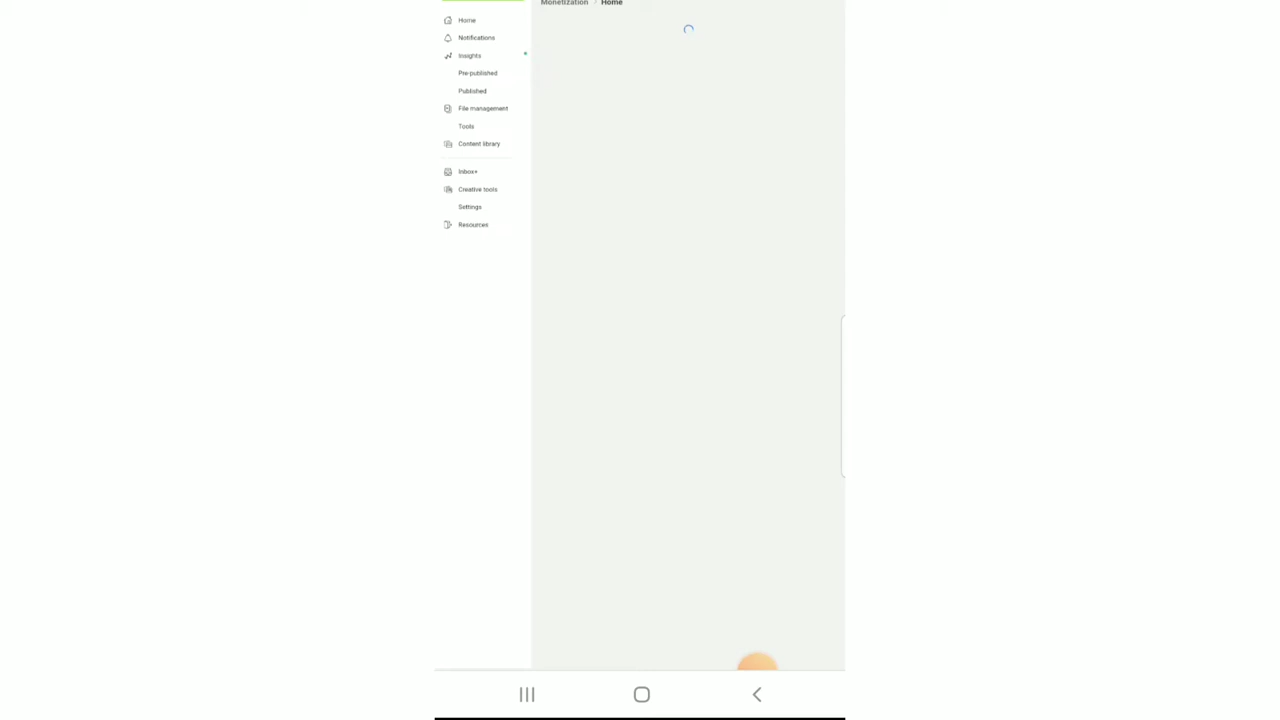 Monetization / Home
Home
Notifications
Insights
Pre-published
Published
File management
Tools
Content library
Inbox+
Creative tools
Settings
Resources